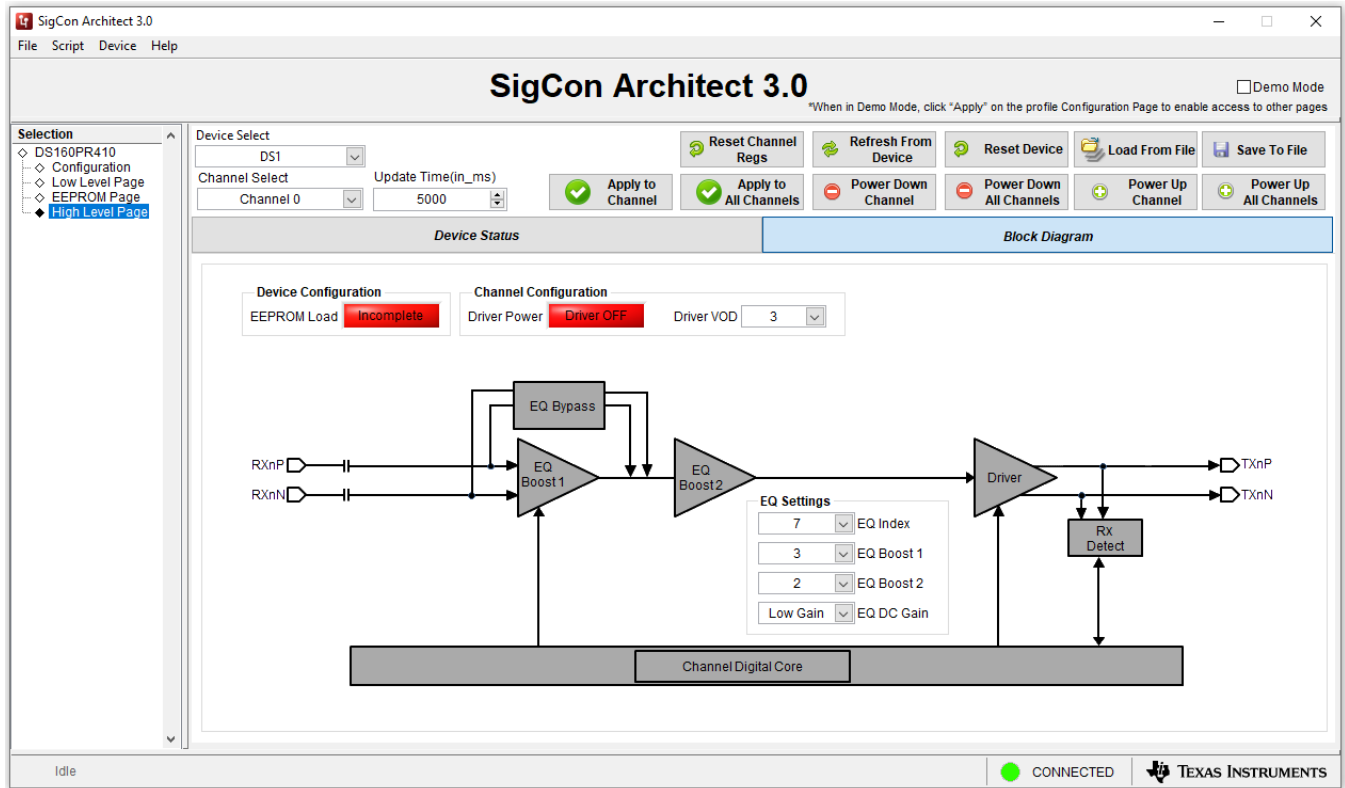 SigCon Architect 3.0
File Script Device Help
SigCon Architect 3.0
Demo Mode
*When in Demo Mode, click "Apply" on the profile Configuration Page to enable access to other pages
Selection
DS160PR410
Configuration
Low Level Page
EEPROM Page
High Level Page
Device Select
DS1
Channel Select
Channel 0
Update Time(in_ms)
5000
Reset Channel
Regs
Refresh From
Device
Reset Device
Load From File
Save To File
Apply to
Channel
Apply to
All Channels
Power Down
Channel
Power Down
All Channels
Power Up
Channel
Power Up
All Channels
Device Status
Block Diagram
Device Configuration
EEPROM Load Incomplete
Channel Configuration
Driver Power Driver OFF Driver VOD 3
EQ Bypass
RXnP
RXnN
EQ
Boost 1
EQ
Boost2
Driver
TXnP
TXnN
Rx
Detect
EQ Settings
7 EQ Index
3 EQ Boost 1
2 EQ Boost 2
Low Gain EQ DC Gain
Channel Digital Core
Idle
CONNECTED
TEXAS INSTRUMENTS